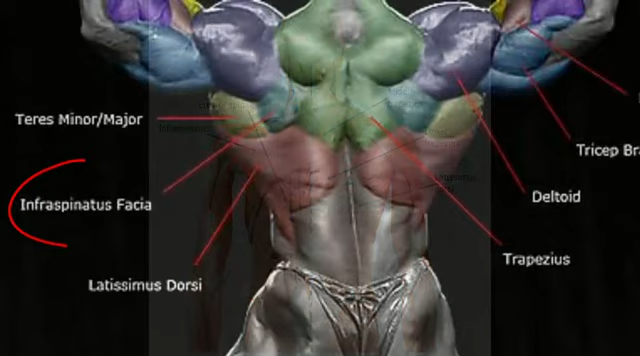 Teres Minor/Major
Tricep Bra
Infraspinatus Facia
Deltoid
Trapezius
Latissimus Dorsi